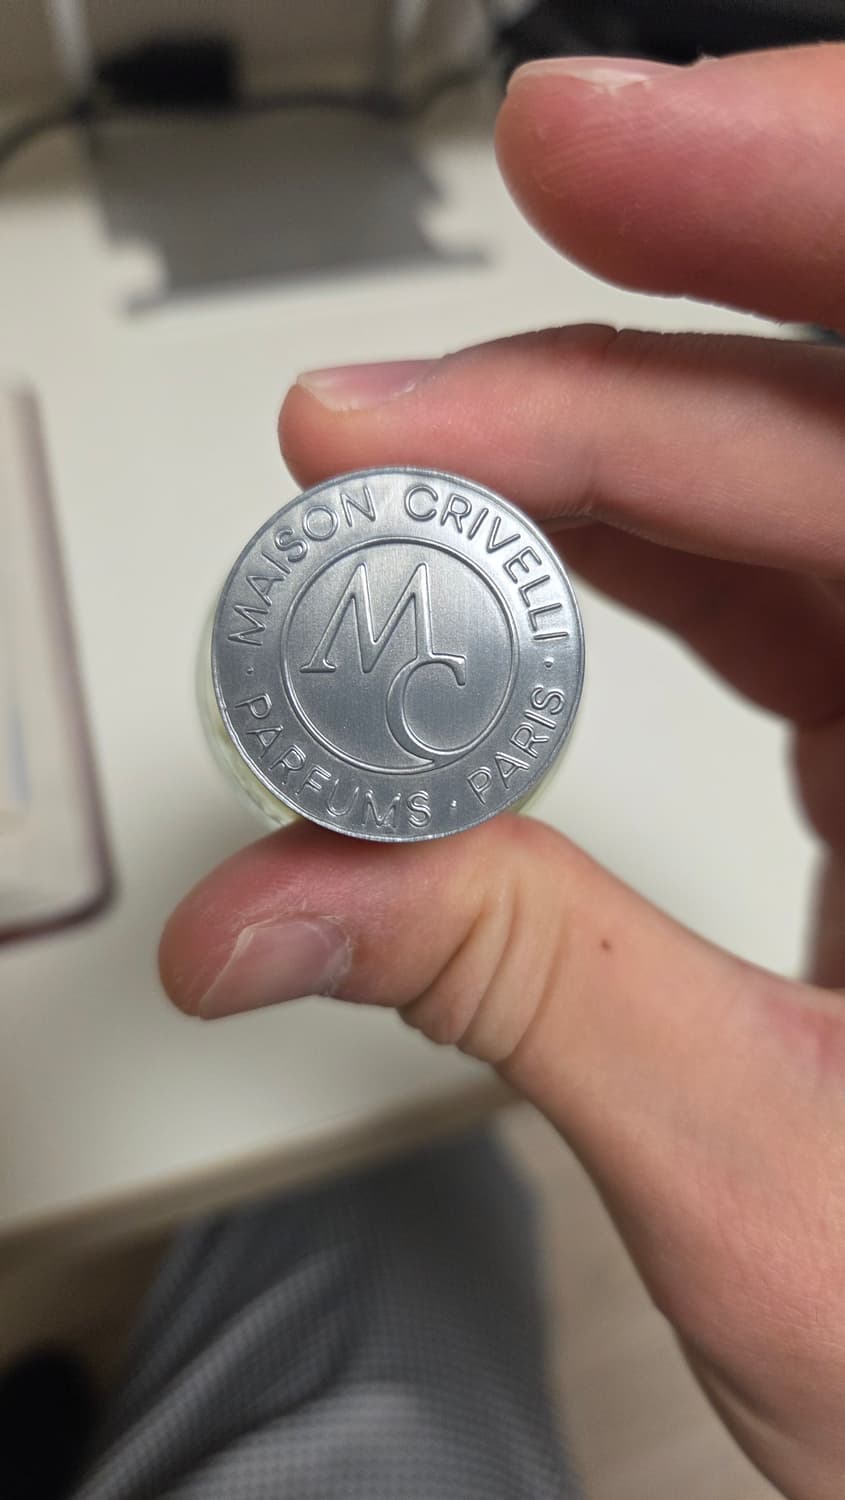 MAISON CRIVELLI
MC
· PARFUMS · PARIS ·